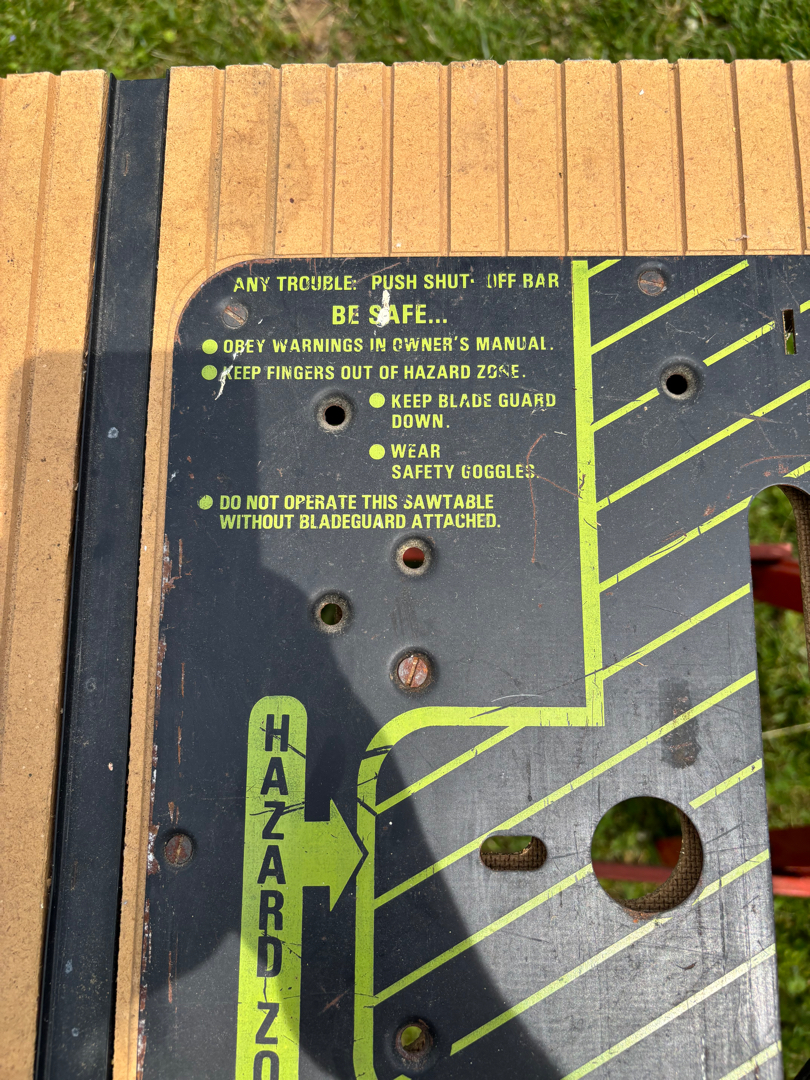 ANY TROUBLE: PUSH SHUT- OFF BAR
BE SAFE...
● OBEY WARNINGS IN OWNER'S MANUAL.
● KEEP FINGERS OUT OF HAZARD ZONE.
● KEEP BLADE GUARD
DOWN.
● WEAR
SAFETY GOGGLES.
● DO NOT OPERATE THIS SAWTABLE
WITHOUT BLADEGUARD ATTACHED.
HAZARD ZO